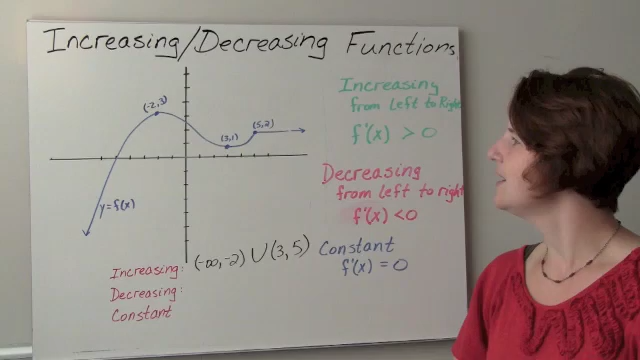 Increasing/Decreasing Functions
(-2,3)
(3,1)
(5,2)
y=f(x)
Increasing
from Left to Right
f'(x) > 0
Decreasing
from left to right
f'(x) < 0
Constant
f'(x) = 0
Increasing: (-∞,-2) ∪ (3,5)
Decreasing:
Constant